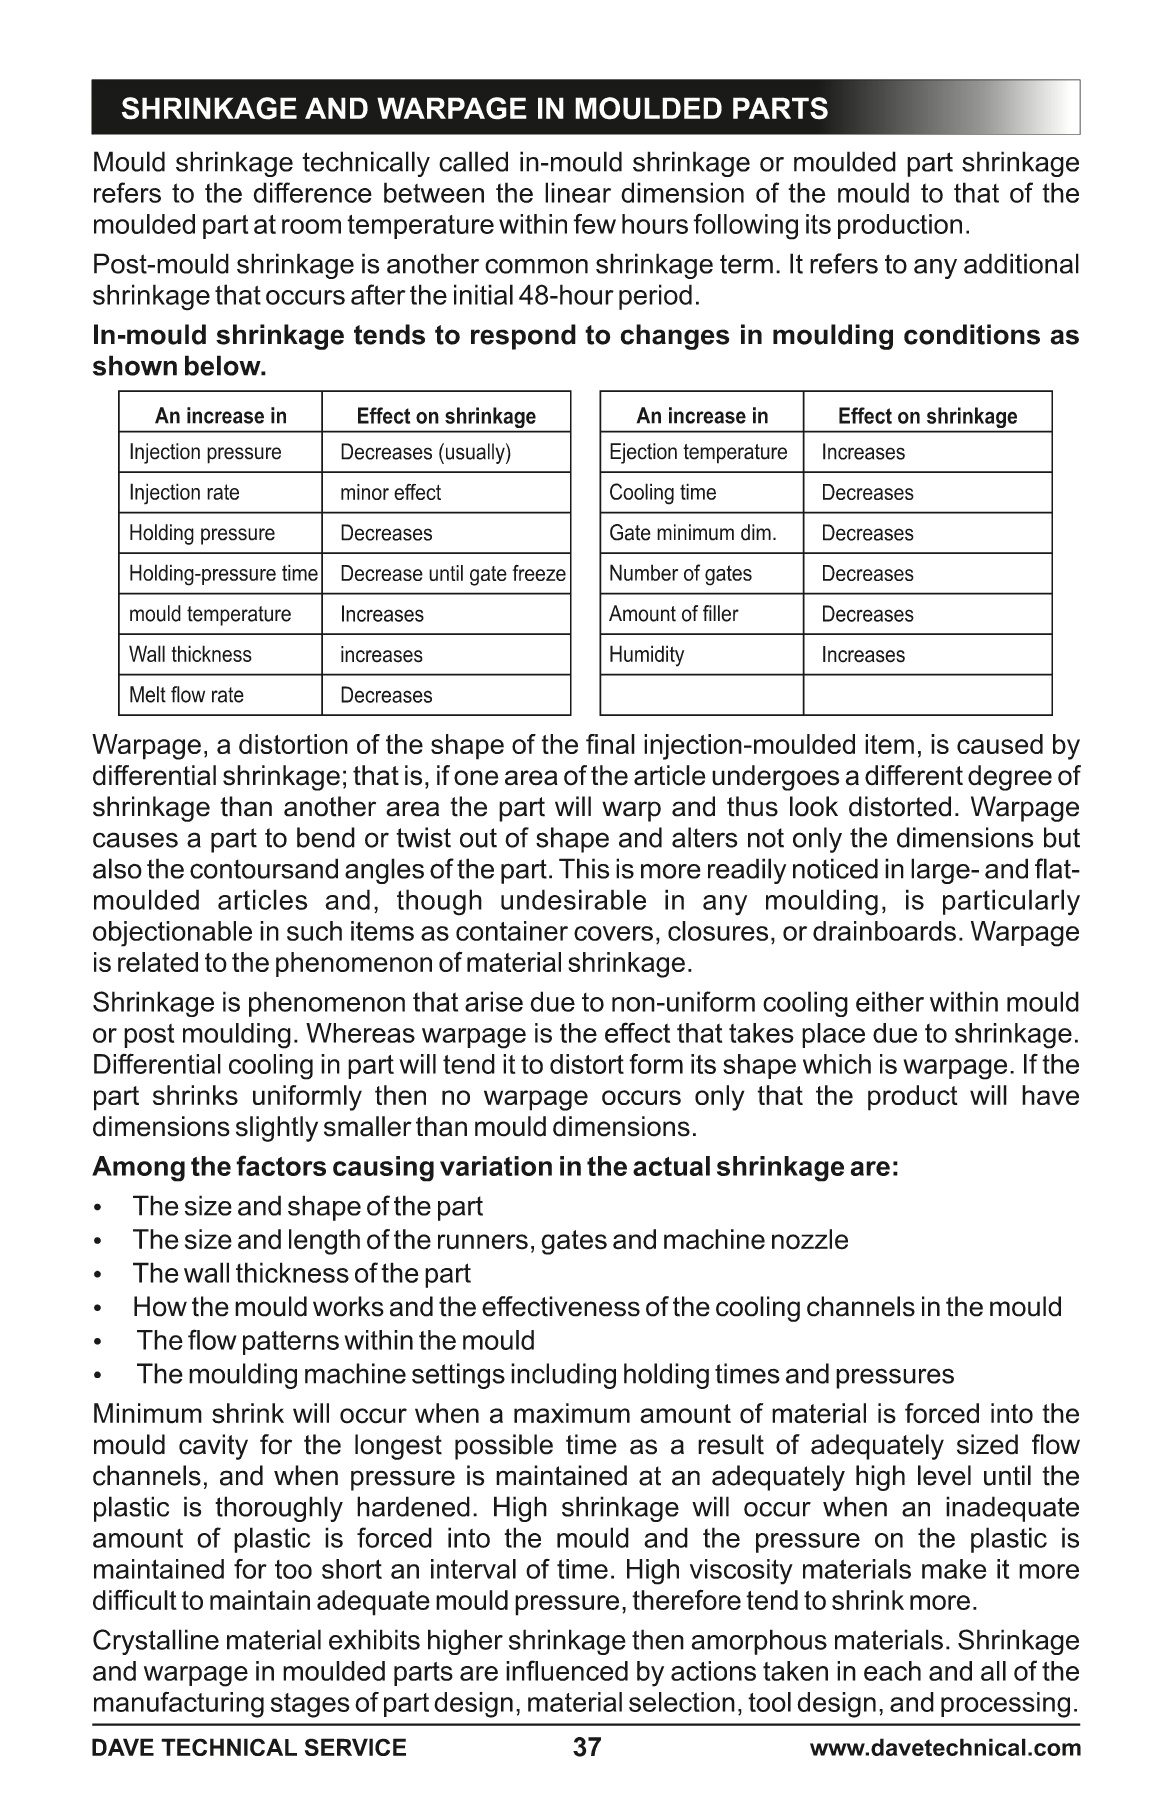 SHRINKAGE AND WARPAGE IN MOULDED PARTS
Mould shrinkage technically called in-mould shrinkage or moulded part shrinkage
refers to the difference between the linear dimension of the mould to that of the
moulded part at room temperature within few hours following its production.
Post-mould shrinkage is another common shrinkage term. It refers to any additional
shrinkage that occurs after the initial 48-hour period.
In-mould shrinkage tends to respond to changes in moulding conditions as
shown below.
An increase in Effect on shrinkage
Injection pressure Decreases (usually)
Injection rate minor effect
Holding pressure Decreases
Holding-pressure time Decrease until gate freeze
mould temperature Increases
Wall thickness increases
Melt flow rate Decreases
An increase in Effect on shrinkage
Ejection temperature Increases
Cooling time Decreases
Gate minimum dim. Decreases
Number of gates Decreases
Amount of filler Decreases
Humidity Increases
Warpage, a distortion of the shape of the final injection-moulded item, is caused by
differential shrinkage; that is, if one area of the article undergoes a different degree of
shrinkage than another area the part will warp and thus look distorted. Warpage
causes a part to bend or twist out of shape and alters not only the dimensions but
also the contoursand angles of the part. This is more readily noticed in large- and flat-
moulded articles and, though undesirable in any moulding, is particularly
objectionable in such items as container covers, closures, or drainboards. Warpage
is related to the phenomenon of material shrinkage.
Shrinkage is phenomenon that arise due to non-uniform cooling either within mould
or post moulding. Whereas warpage is the effect that takes place due to shrinkage.
Differential cooling in part will tend it to distort form its shape which is warpage. If the
part shrinks uniformly then no warpage occurs only that the product will have
dimensions slightly smaller than mould dimensions.
Among the factors causing variation in the actual shrinkage are:
• The size and shape of the part
• The size and length of the runners, gates and machine nozzle
• The wall thickness of the part
• How the mould works and the effectiveness of the cooling channels in the mould
• The flow patterns within the mould
• The moulding machine settings including holding times and pressures
Minimum shrink will occur when a maximum amount of material is forced into the
mould cavity for the longest possible time as a result of adequately sized flow
channels, and when pressure is maintained at an adequately high level until the
plastic is thoroughly hardened. High shrinkage will occur when an inadequate
amount of plastic is forced into the mould and the pressure on the plastic is
maintained for too short an interval of time. High viscosity materials make it more
difficult to maintain adequate mould pressure, therefore tend to shrink more.
Crystalline material exhibits higher shrinkage then amorphous materials. Shrinkage
and warpage in moulded parts are influenced by actions taken in each and all of the
manufacturing stages of part design, material selection, tool design, and processing.
DAVE TECHNICAL SERVICE 37 www.davetechnical.com